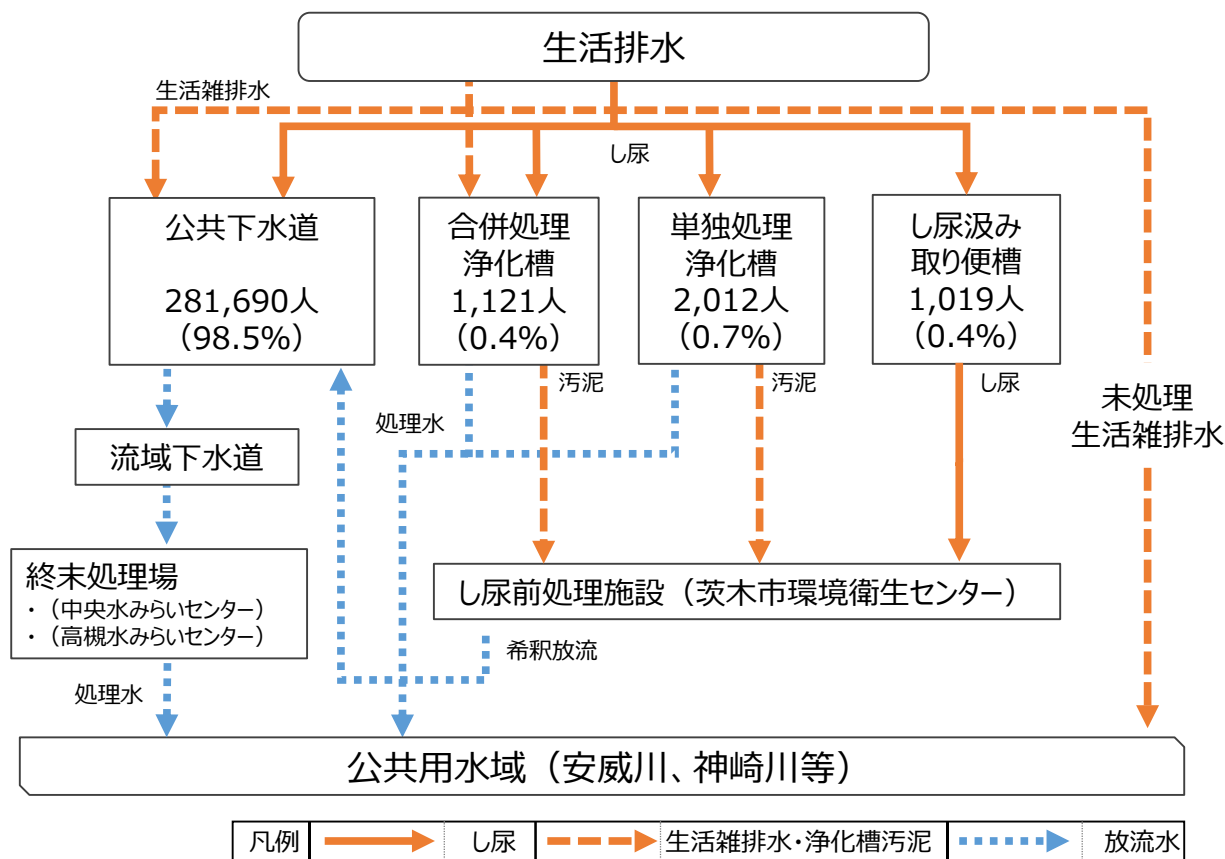 生活排水
生活雑排水
し尿
公共下水道
281,690人
（98.5%）
合併処理
浄化槽
1,121人
（0.4%）
単独処理
浄化槽
2,012人
（0.7%）
し尿汲み
取り便槽
1,019人
（0.4%）
処理水
汚泥
汚泥
し尿
未処理
生活雑排水
流域下水道
終末処理場
・（中央水みらいセンター）
・（高槻水みらいセンター）
し尿前処理施設（茨木市環境衛生センター）
希釈放流
処理水
公共用水域（安威川、神崎川等）
凡例 し尿 生活雑排水・浄化槽汚泥 放流水